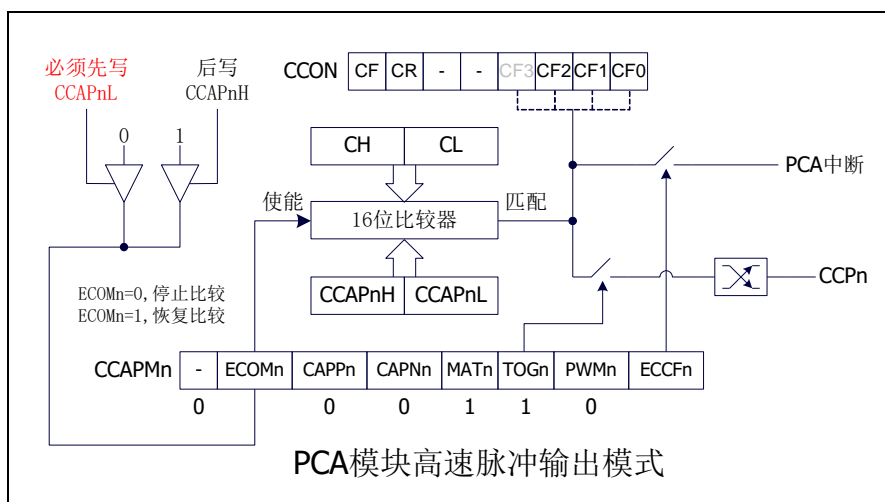 必须先写 后写
CCAPnL CCAPnH
CCON CF CR - - CF3 CF2 CF1 CF0
0 1
CH CL
PCA中断
使能 16位比较器 匹配
CCAPnH CCAPnL
CCPn
ECOMn=0,停止比较
ECOMn=1,恢复比较
CCAPMn - ECOMn CAPPn CAPNn MATn TOGn PWMn ECCFn
0 0 0 1 1 0
PCA模块高速脉冲输出模式